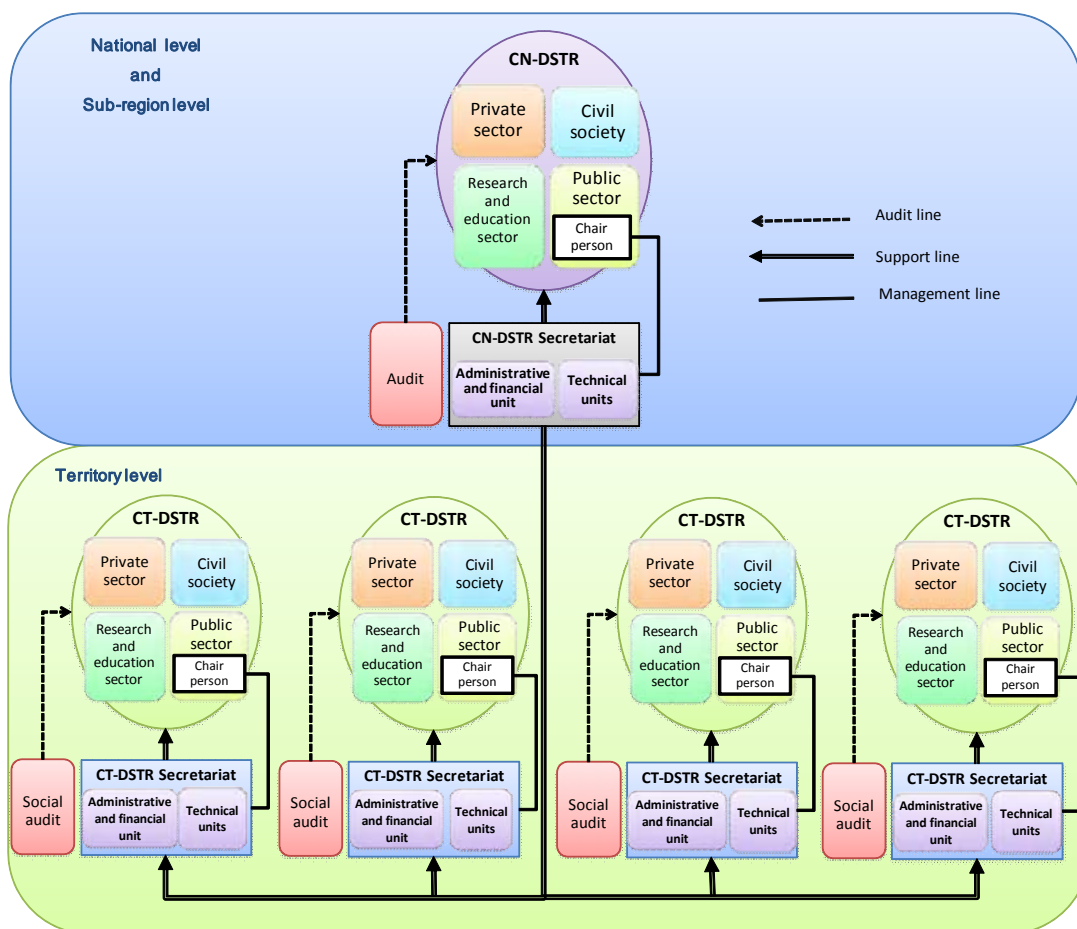 National level
and
Sub-region level
CN-DSTR
Private
sector
Civil
society
Research
and
education
sector
Public
sector
Chair
person
Audit line
Support line
Management line
Audit
CN-DSTR Secretariat
Administrative
and financial
unit
Technical
units
Territory level
CT-DSTR
Private
sector
Civil
society
Research
and
education
sector
Public
sector
Chair
person
Social
audit
CT-DSTR Secretariat
Administrative
and financial
unit
Technical
units
CT-DSTR
Private
sector
Civil
society
Research
and
education
sector
Public
sector
Chair
person
Social
audit
CT-DSTR Secretariat
Administrative
and financial
unit
Technical
units
CT-DSTR
Private
sector
Civil
society
Research
and
education
sector
Public
sector
Chair
person
Social
audit
CT-DSTR Secretariat
Administrative
and financial
unit
Technical
units
CT-DSTR
Private
sector
Civil
society
Research
and
education
sector
Public
sector
Chair
person
Social
audit
CT-DSTR Secretariat
Administrative
and financial
unit
Technical
units